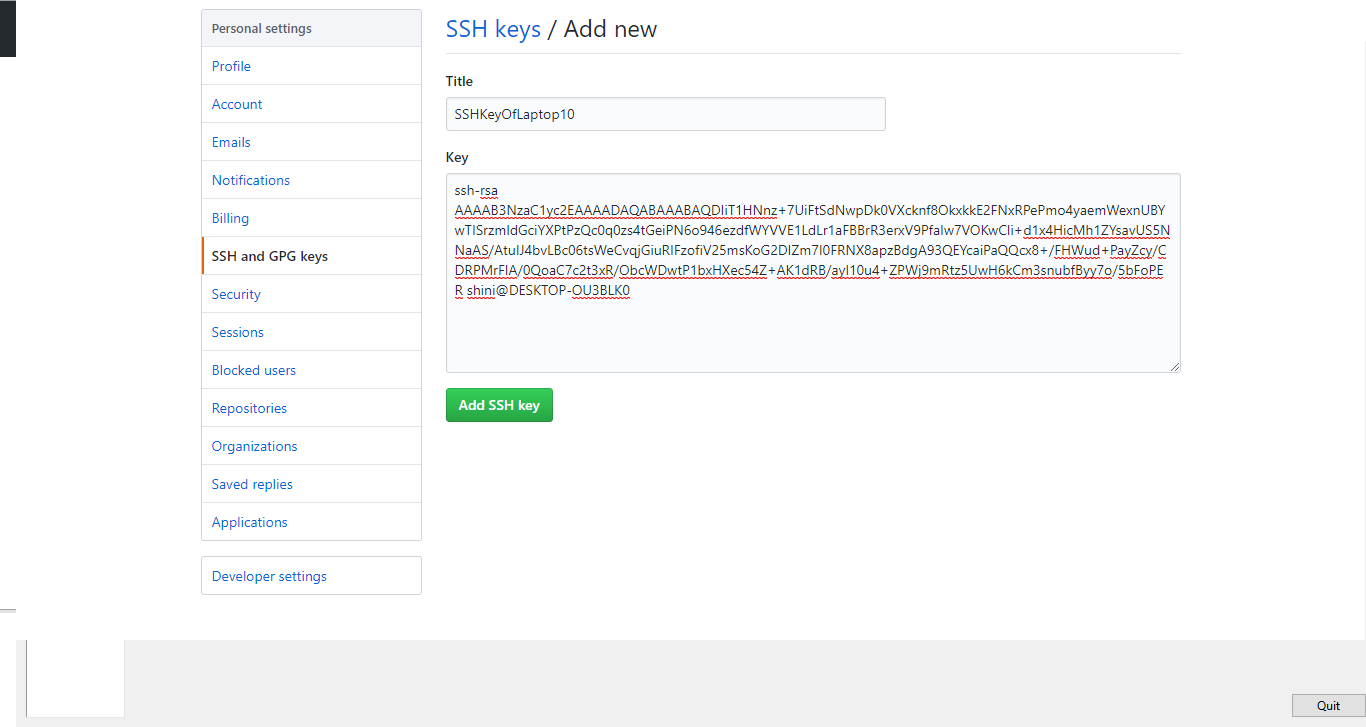 Personal settings
Profile
Account
Emails
Notifications
Billing
SSH and GPG keys
Security
Sessions
Blocked users
Repositories
Organizations
Saved replies
Applications
Developer settings
SSH keys / Add new
Title
SSHKeyOfLaptop10
Key
ssh-rsa
AAAAB3NzaC1yc2EAAAADAQABAAABAQDIiT1HNnz+7UiFtSdNwpDk0VXcknf8OkxkkE2FNxRPePmo4yaemWexnUBY
wTISrzmIdGciYXPtPzQc0q0zs4tGeiPN6o946ezdfWYVVE1LdLr1aFBBrR3erxV9Pfalw7VOKwCli+d1x4HicMh1ZYsavUS5N
NaAS/AtuIJ4bvLBc06tsWeCvqjGiuRIFzofiV25msKoG2DIZm7I0FRNX8apzBdgA93QEYcaiPaQQcx8+/FHWud+PayZcy/C
DRPMrFIA/0QoaC7c2t3xR/ObcWDwtP1bxHXec54Z+AK1dRB/ayI10u4+ZPWj9mRtz5UwH6kCm3snubfByy7o/5bFoPE
R shini@DESKTOP-OU3BLK0
Add SSH key
Quit